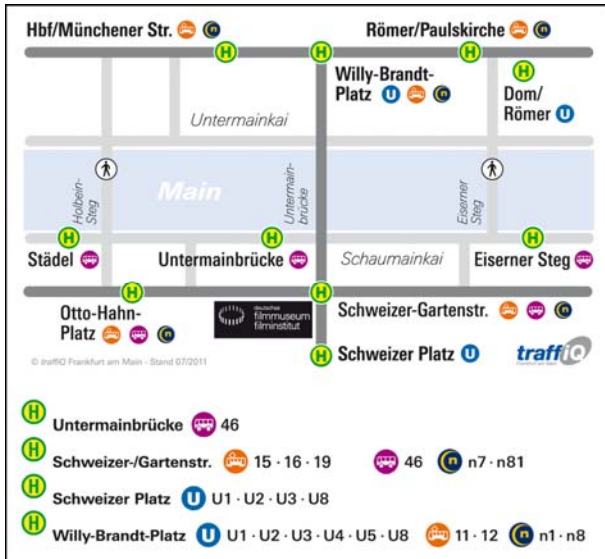 Hbf/Münchener Str. n
Römer/Paulskirche n
H
H
H
H
Willy-Brandt-
Platz U n
Dom/
Römer U
Untermainkai
Main
Holbein-
Steg
Untermain-
brücke
Eiserner
Steg
H
H
H
Städel
Untermainbrücke
Schaumainkai
Eiserner Steg
H
H
Otto-Hahn-
Platz n
deutsches
filmmuseum
filminstitut
Schweizer-Gartenstr. n
© traffiQ Frankfurt am Main - Stand 07/2011
H Schweizer Platz U
traffiQ
Frankfurt am Main
H Untermainbrücke 46
H Schweizer-/Gartenstr. 15 · 16 · 19 46 n n7 · n81
H Schweizer Platz U U1 · U2 · U3 · U8
H Willy-Brandt-Platz U U1 · U2 · U3 · U4 · U5 · U8 11 · 12 n n1 · n8